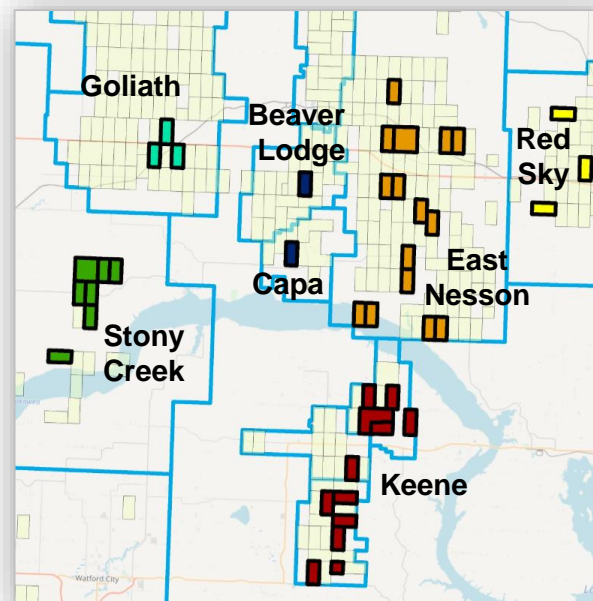 Goliath
Beaver
Lodge
Red
Sky
Capa
East
Nesson
Stony
Creek
Keene
Watford City